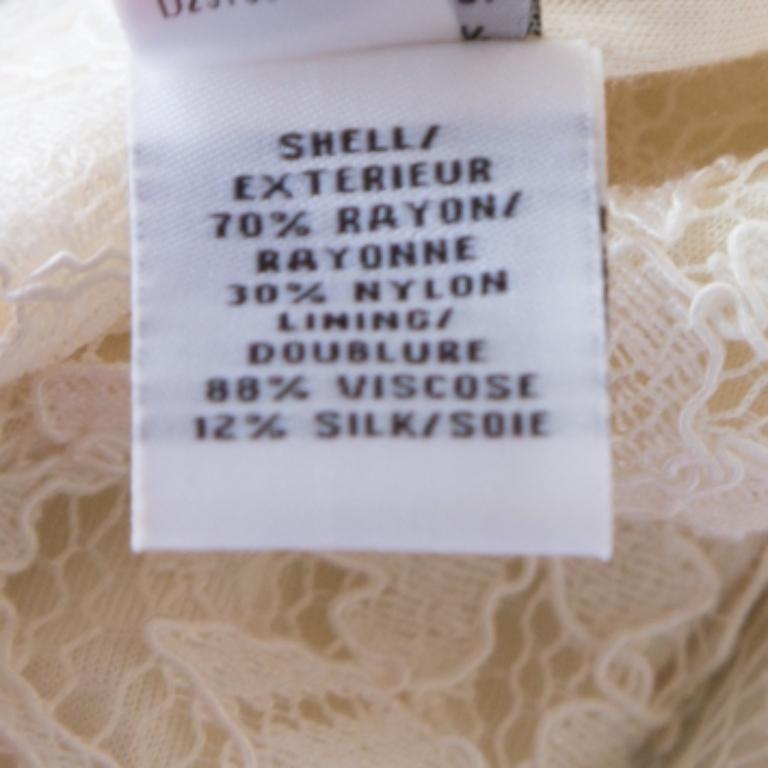 SHELL/
EXTERIEUR
70% RAYON/
RAYONNE
30% NYLON
LINING/
DOUBLURE
88% VISCOSE
12% SILK/SOIE